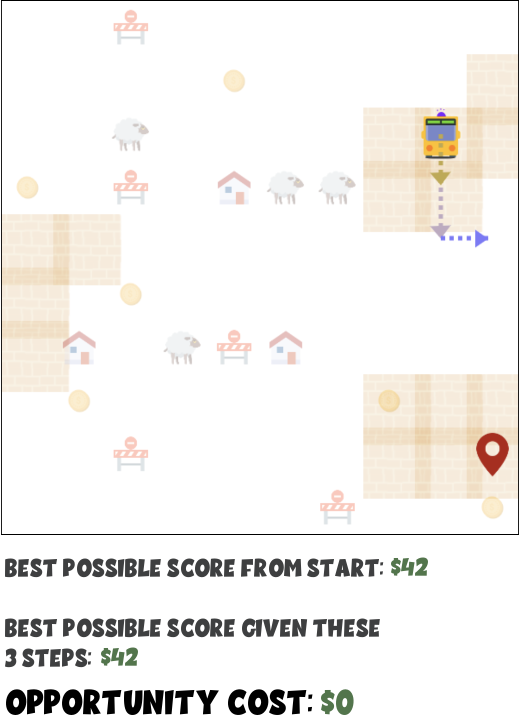 BEST POSSIBLE SCORE FROM START: $42
BEST POSSIBLE SCORE GIVEN THESE
3 STEPS: $42
OPPORTUNITY COST: $0